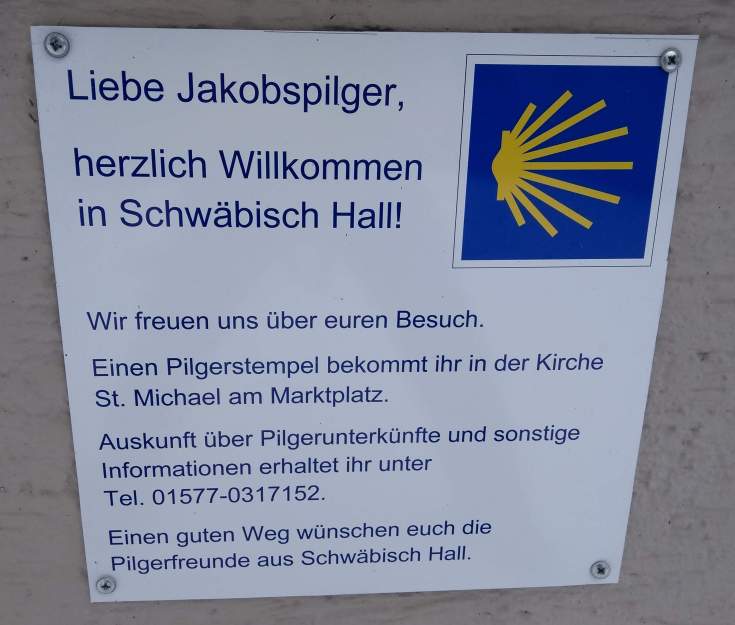 Liebe Jakobspilger,
herzlich Willkommen
in Schwäbisch Hall!
Wir freuen uns über euren Besuch.
Einen Pilgerstempel bekommt ihr in der Kirche
St. Michael am Marktplatz.
Auskunft über Pilgerunterkünfte und sonstige
Informationen erhaltet ihr unter
Tel. 01577-0317152.
Einen guten Weg wünschen euch die
Pilgerfreunde aus Schwäbisch Hall.